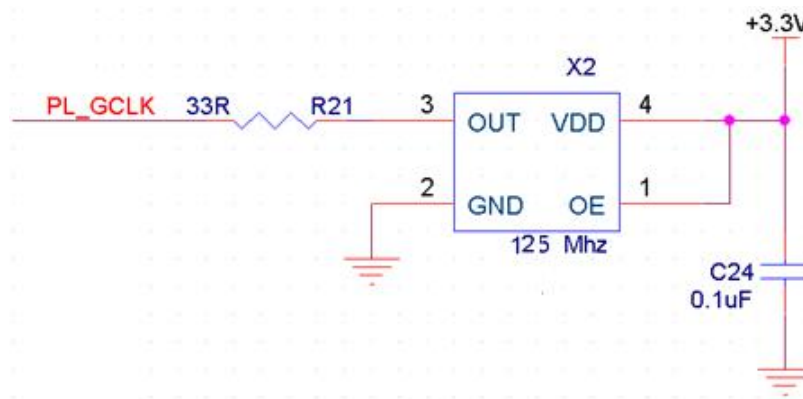 +3.3V
X2
PL_GCLK 33R R21 3 OUT VDD 4
2 GND OE 1
125 Mhz
C24
0.1uF